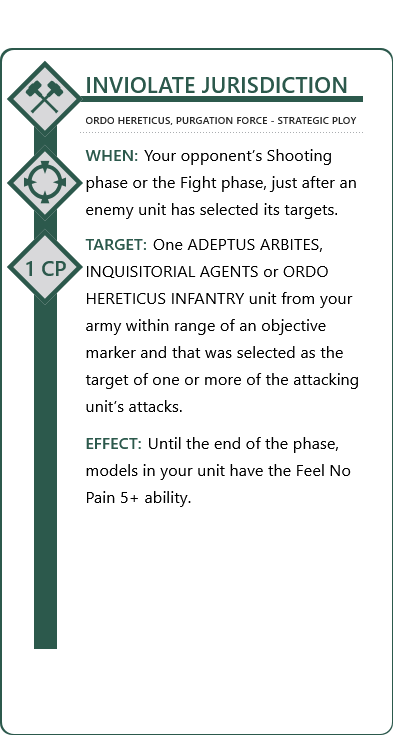 INVIOLATE JURISDICTION
ORDO HERETICUS, PURGATION FORCE - STRATEGIC PLOY
WHEN: Your opponent's Shooting
phase or the Fight phase, just after an
enemy unit has selected its targets.
1 CP
TARGET: One ADEPTUS ARBITES,
INQUISITORIAL AGENTS or ORDO
HERETICUS INFANTRY unit from your
army within range of an objective
marker and that was selected as the
target of one or more of the attacking
unit's attacks.
EFFECT: Until the end of the phase,
models in your unit have the Feel No
Pain 5+ ability.